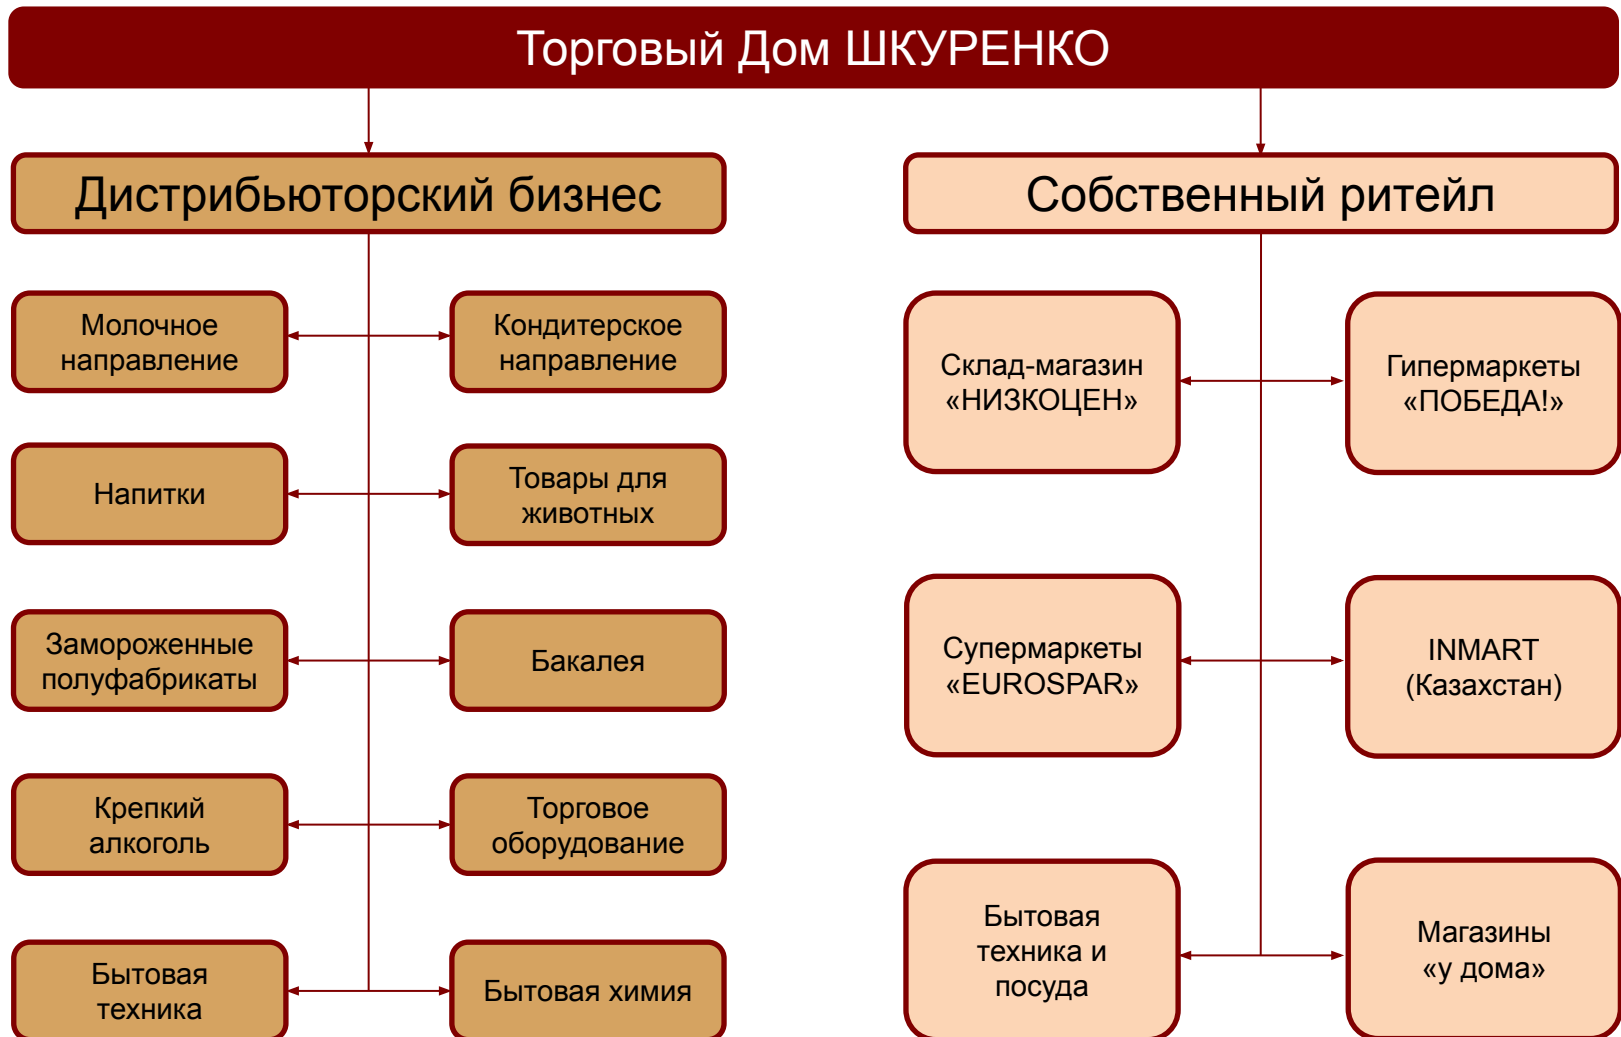 Торговый Дом ШКУРЕНКО
Дистрибьюторский бизнес
Собственный ритейл
Молочное
направление
Кондитерское
направление
Напитки
Товары для
животных
Замороженные
полуфабрикаты
Бакалея
Крепкий
алкоголь
Торговое
оборудование
Бытовая
техника
Бытовая химия
Склад-магазин
«НИЗКОЦЕН»
Гипермаркеты
«ПОБЕДА!»
Супермаркеты
«EUROSPAR»
INMART
(Казахстан)
Бытовая
техника и
посуда
Магазины
«у дома»